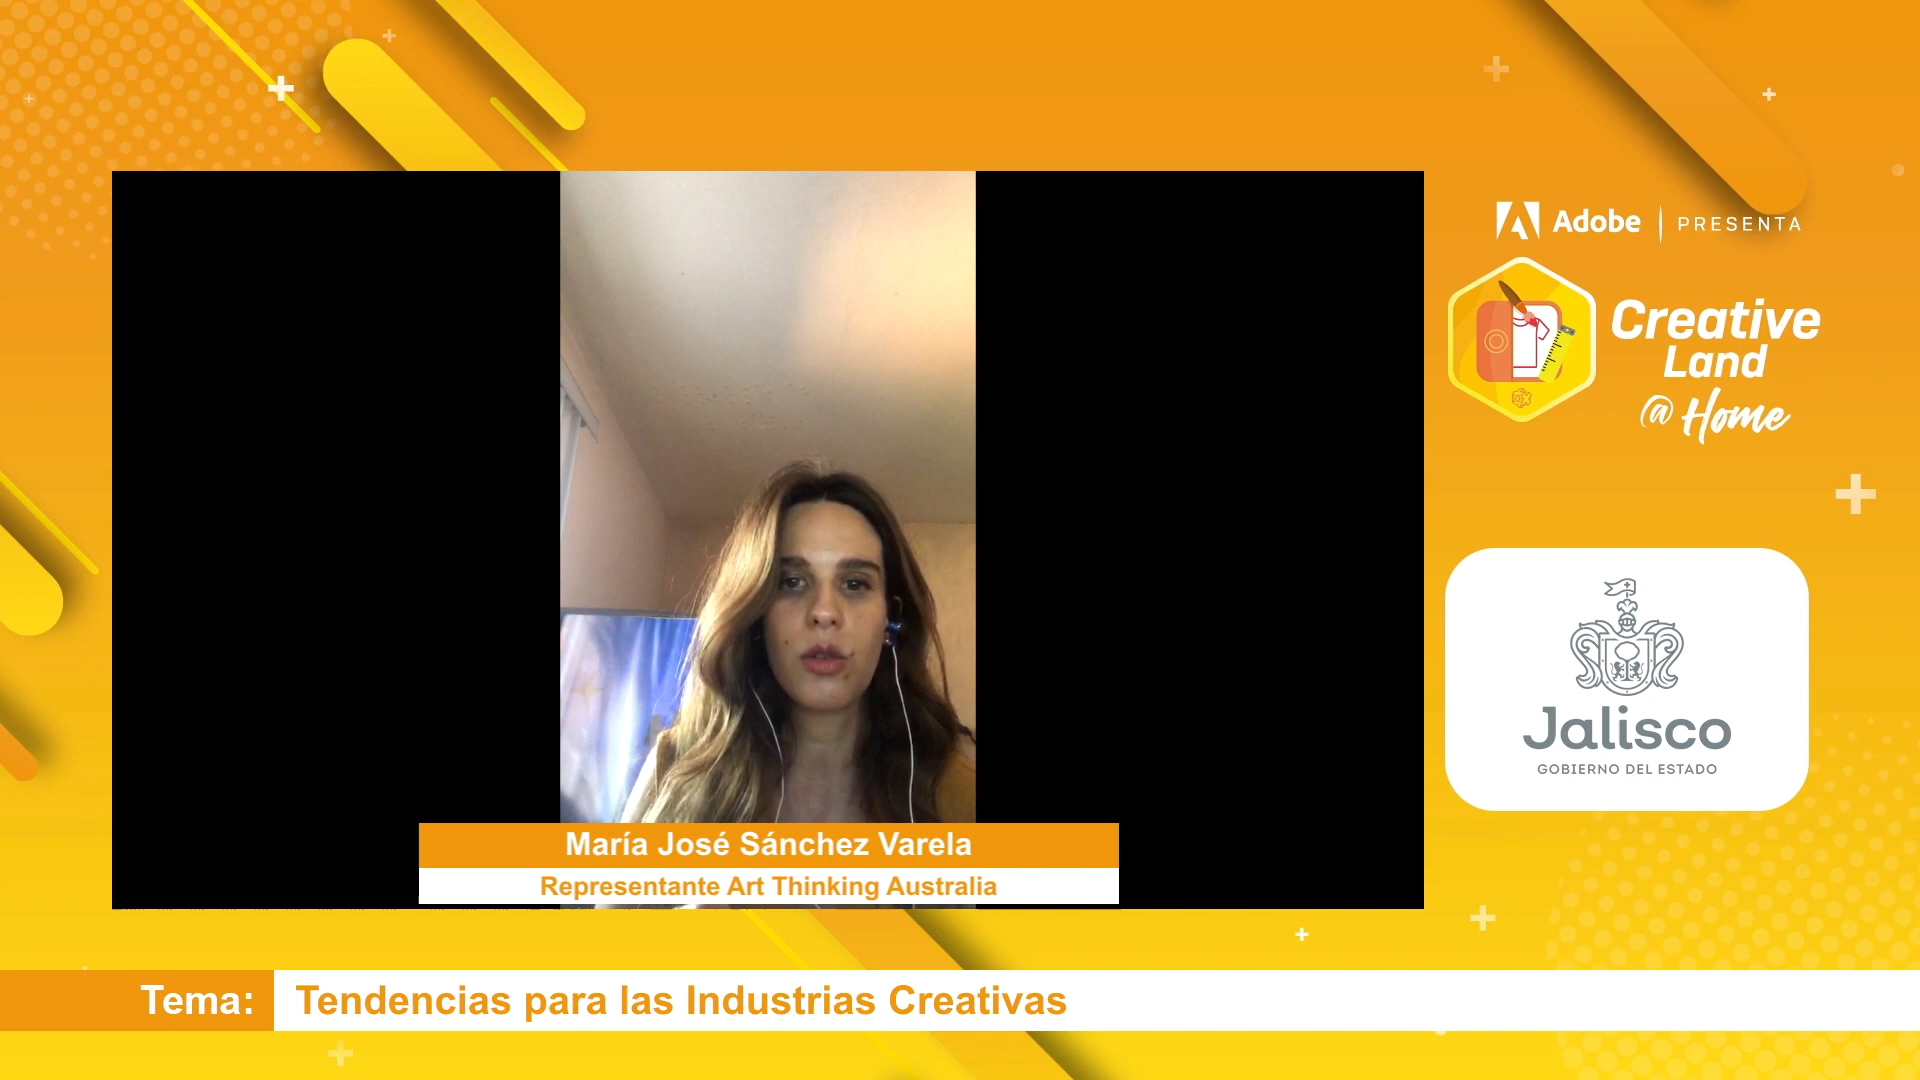 Adobe | PRESENTA
Creative
Land
@ Home
Jalisco
GOBIERNO DEL ESTADO
María José Sánchez Varela
Representante Art Thinking Australia
Tema: Tendencias para las Industrias Creativas